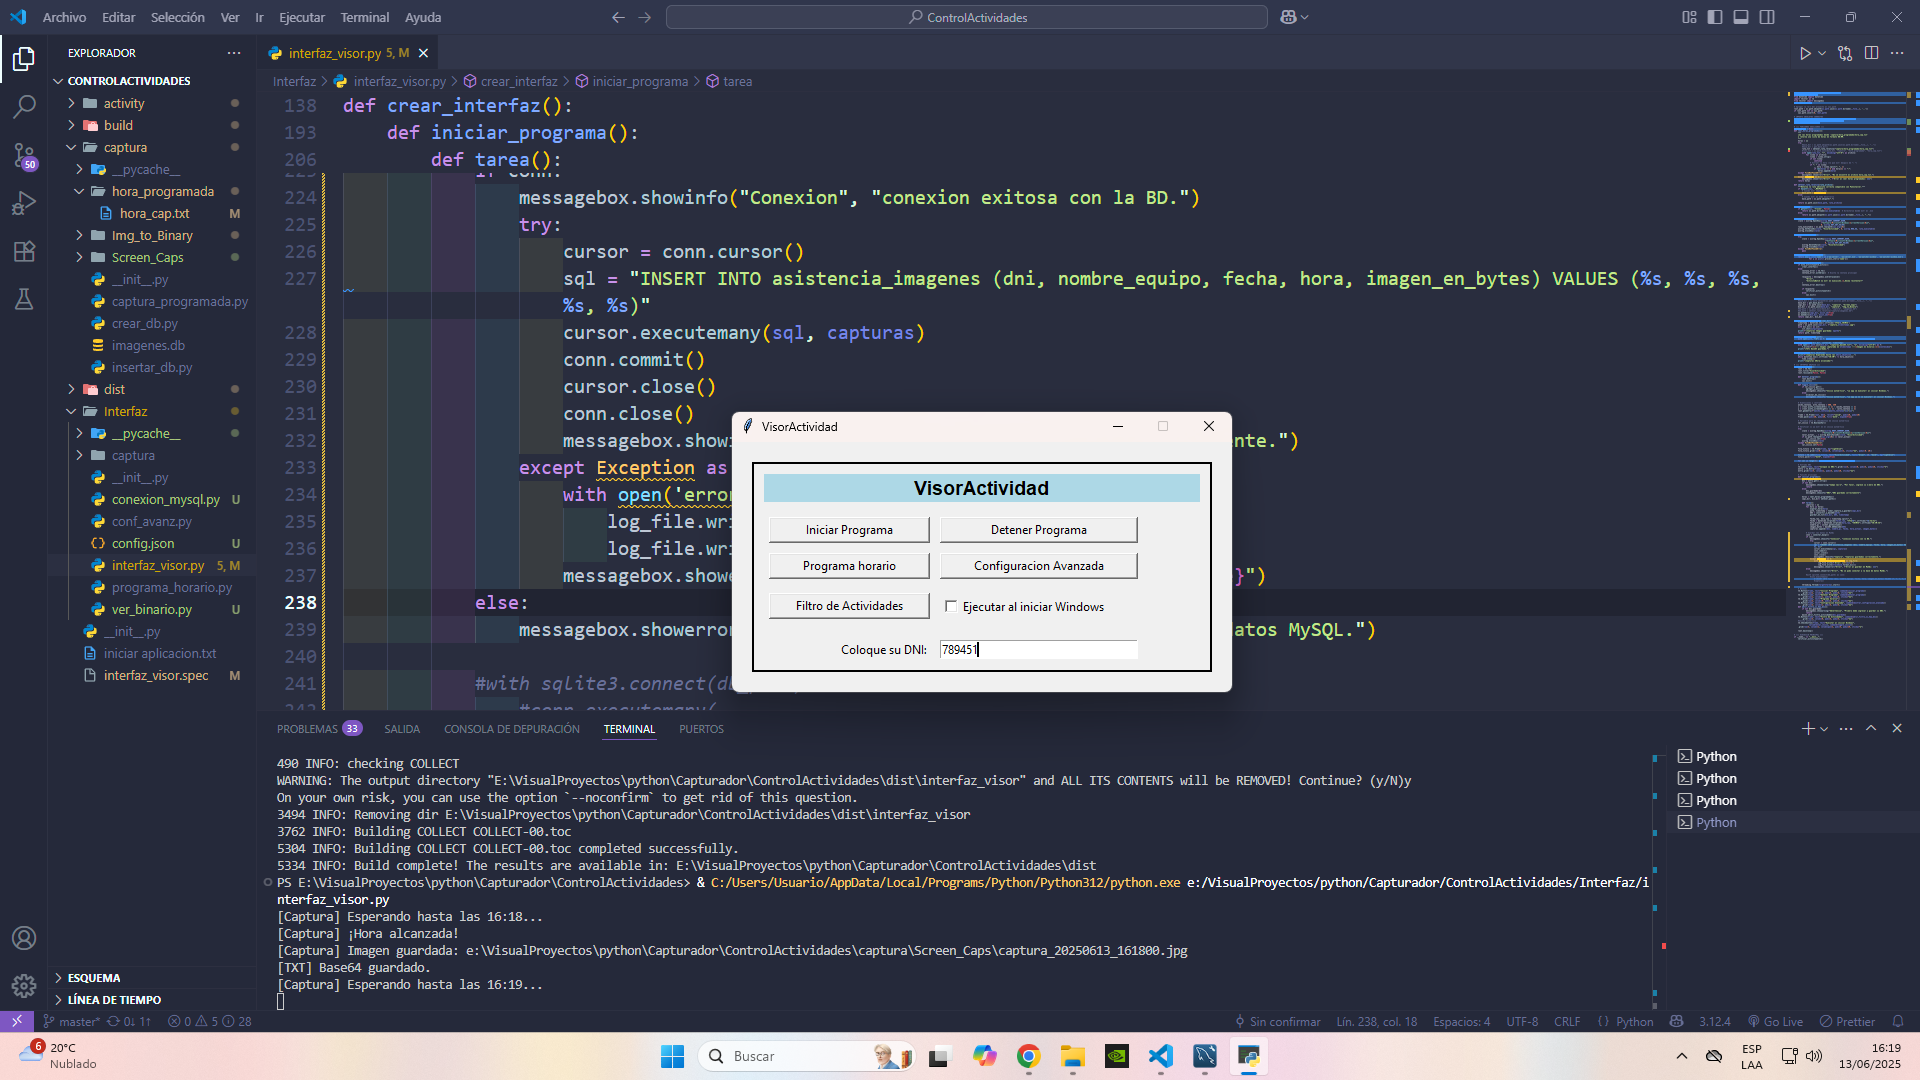 Archivo Editar Selección Ver Ir Ejecutar Terminal Ayuda
ControlActividades
EXPLORADOR
CONTROLACTIVIDADES
activity
build
captura
__pycache__
hora_programada
hora_cap.txt M
Img_to_Binary
Screen_Caps
__init__.py
captura_programada.py
crear_db.py
imagenes.db
insertar_db.py
dist
Interfaz
__pycache__
captura
__init__.py
conexion_mysql.py U
conf_avanz.py
config.json U
interfaz_visor.py 5, M
programa_horario.py
ver_binario.py U
__init__.py
iniciar aplicacion.txt
interfaz_visor.spec M
ESQUEMA
LÍNEA DE TIEMPO
50
interfaz_visor.py 5, M
Interfaz > interfaz_visor.py > crear_interfaz > iniciar_programa > tarea
138 def crear_interfaz():
193 def iniciar_programa():
206 def tarea():
224 messagebox.showinfo("Conexion", "conexion exitosa con la BD.")
225 try:
226 cursor = conn.cursor()
227 sql = "INSERT INTO asistencia_imagenes (dni, nombre_equipo, fecha, hora, imagen_en_bytes) VALUES (%s, %s, %s,
%s, %s)"
228 cursor.executemany(sql, capturas)
229 conn.commit()
230 cursor.close()
231 conn.close()
232 messagebox.showi nte.")
233 except Exception as
234 with open('error
235 log_file.wri
236 log_file.wri
237 messagebox.showe }")
238 else:
239 messagebox.showerror atos MySQL.")
240
241 #with sqlite3.connect(d
#conn.executemany(
VisorActividad
VisorActividad
Iniciar Programa Detener Programa
Programa horario Configuracion Avanzada
Filtro de Actividades Ejecutar al iniciar Windows
Coloque su DNI: 789451
PROBLEMAS 33 SALIDA CONSOLA DE DEPURACIÓN TERMINAL PUERTOS
490 INFO: checking COLLECT
WARNING: The output directory "E:\VisualProyectos\python\Capturador\ControlActividades\dist\interfaz_visor" and ALL ITS CONTENTS will be REMOVED! Continue? (y/N)y
On your own risk, you can use the option `--noconfirm` to get rid of this question.
3494 INFO: Removing dir E:\VisualProyectos\python\Capturador\ControlActividades\dist\interfaz_visor
3762 INFO: Building COLLECT COLLECT-00.toc
5304 INFO: Building COLLECT COLLECT-00.toc completed successfully.
5334 INFO: Build complete! The results are available in: E:\VisualProyectos\python\Capturador\ControlActividades\dist
PS E:\VisualProyectos\python\Capturador\ControlActividades> & C:/Users/Usuario/AppData/Local/Programs/Python/Python312/python.exe e:/VisualProyectos/python/Capturador/ControlActividades/Interfaz/i
nterfaz_visor.py
[Captura] Esperando hasta las 16:18...
[Captura] ¡Hora alcanzada!
[Captura] Imagen guardada: e:\VisualProyectos\python\Capturador\ControlActividades\captura\Screen_Caps\captura_20250613_161800.jpg
[TXT] Base64 guardado.
[Captura] Esperando hasta las 16:19...
Python
Python
Python
Python
master* 0↓ 1↑ 0 5 28
Sin confirmar Lín. 238, col. 18 Espacios: 4 UTF-8 CRLF { } Python 3.12.4 Go Live Prettier
6
20°C
Nublado
Buscar
ESP
LAA
16:19
13/06/2025